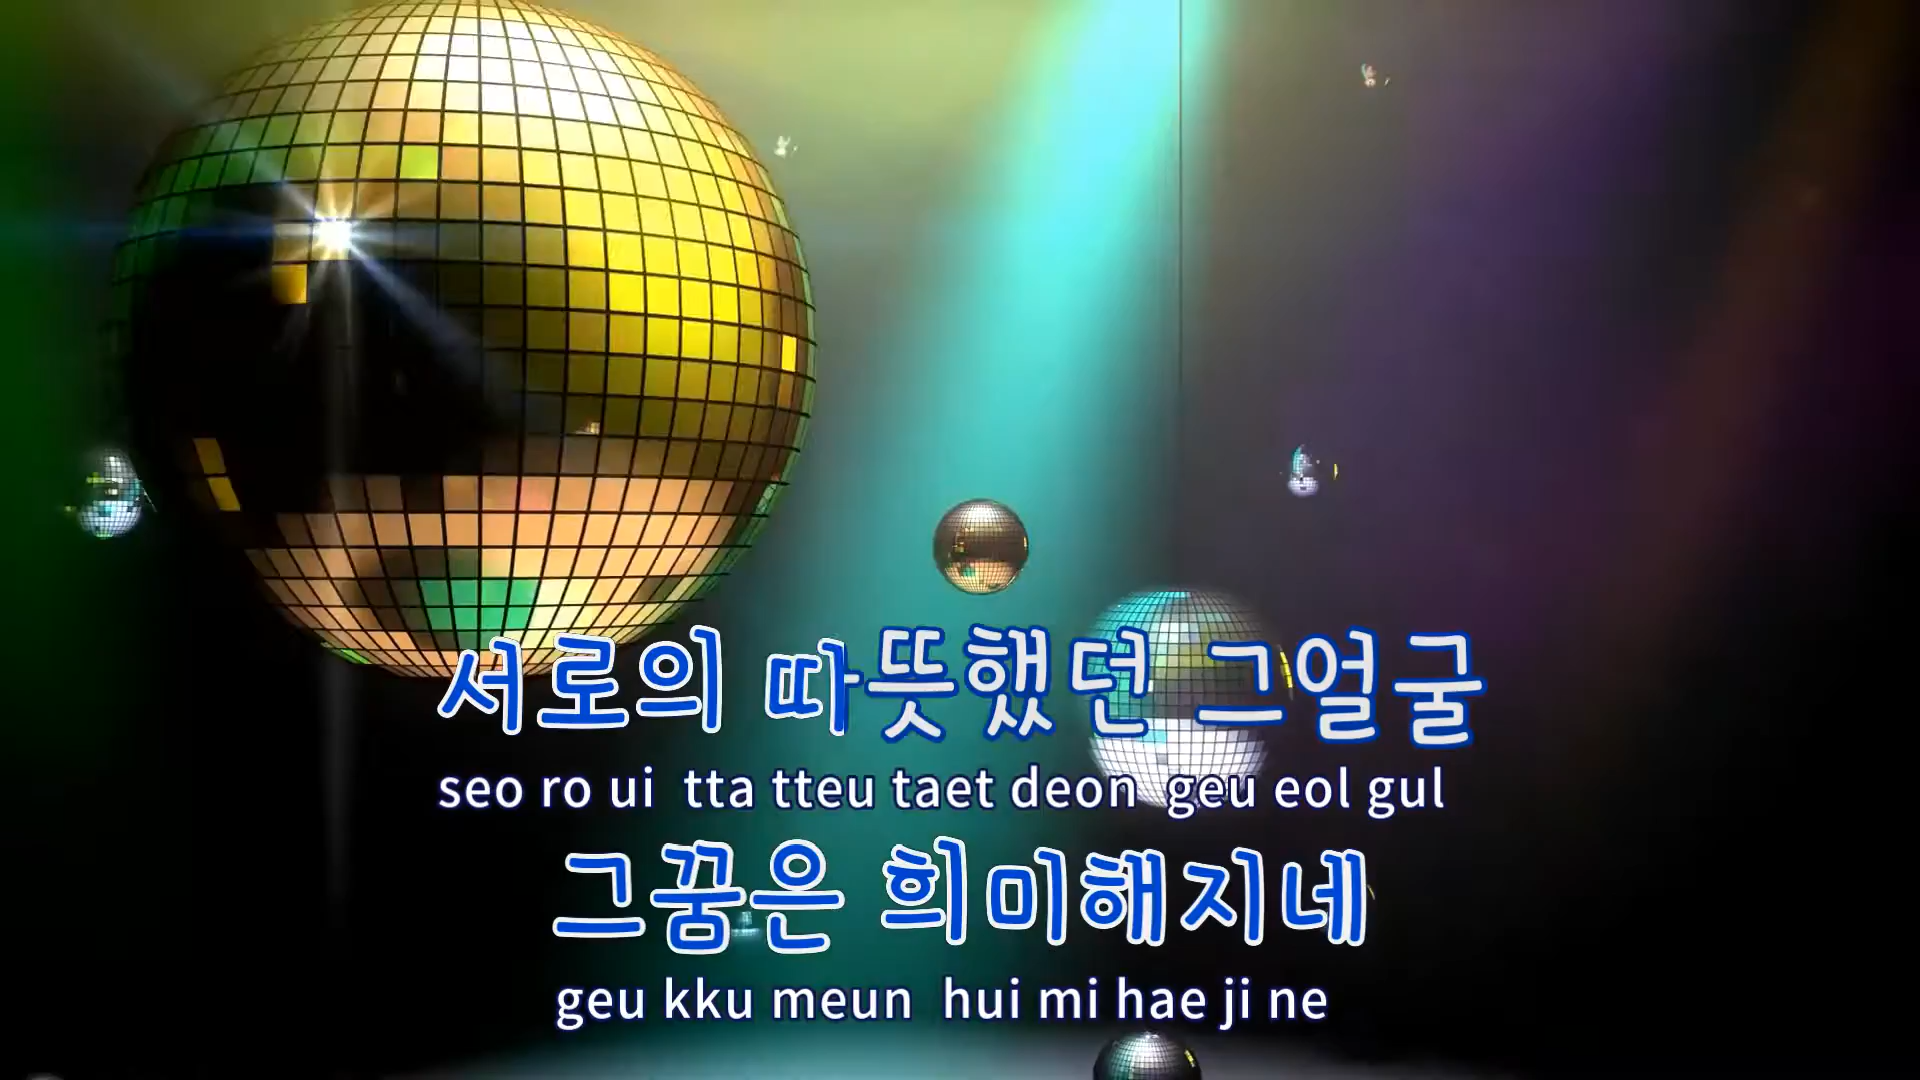 서로의 따뜻했던 그얼굴
seo ro ui tta tteu taet deon geu eol gul
그꿈은 희미해지네
geu kku meun hui mi hae ji ne